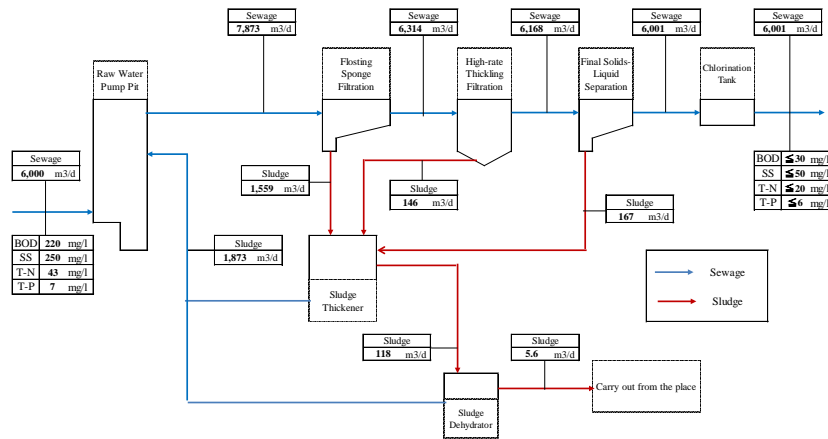 Sewage
7,873 m3/d
Sewage
6,314 m3/d
Sewage
6,168 m3/d
Sewage
6,001 m3/d
Sewage
6,001 m3/d
Raw Water
Pump Pit
Flosting
Sponge
Filtration
High-rate
Thickling
Filtration
Final Solids-
Liquid
Separation
Chlorination
Tank
Sewage
6,000 m3/d
BOD 220 mg/l
SS 250 mg/l
T-N 43 mg/l
T-P 7 mg/l
Sludge
1,559 m3/d
Sludge
146 m3/d
Sludge
167 m3/d
BOD ≦30 mg/l
SS ≦50 mg/l
T-N ≦20 mg/l
T-P ≦6 mg/l
Sludge
1,873 m3/d
Sludge
Thickener
Sewage
Sludge
Sludge
118 m3/d
Sludge
5.6 m3/d
Carry out from the place
Sludge
Dehydrator